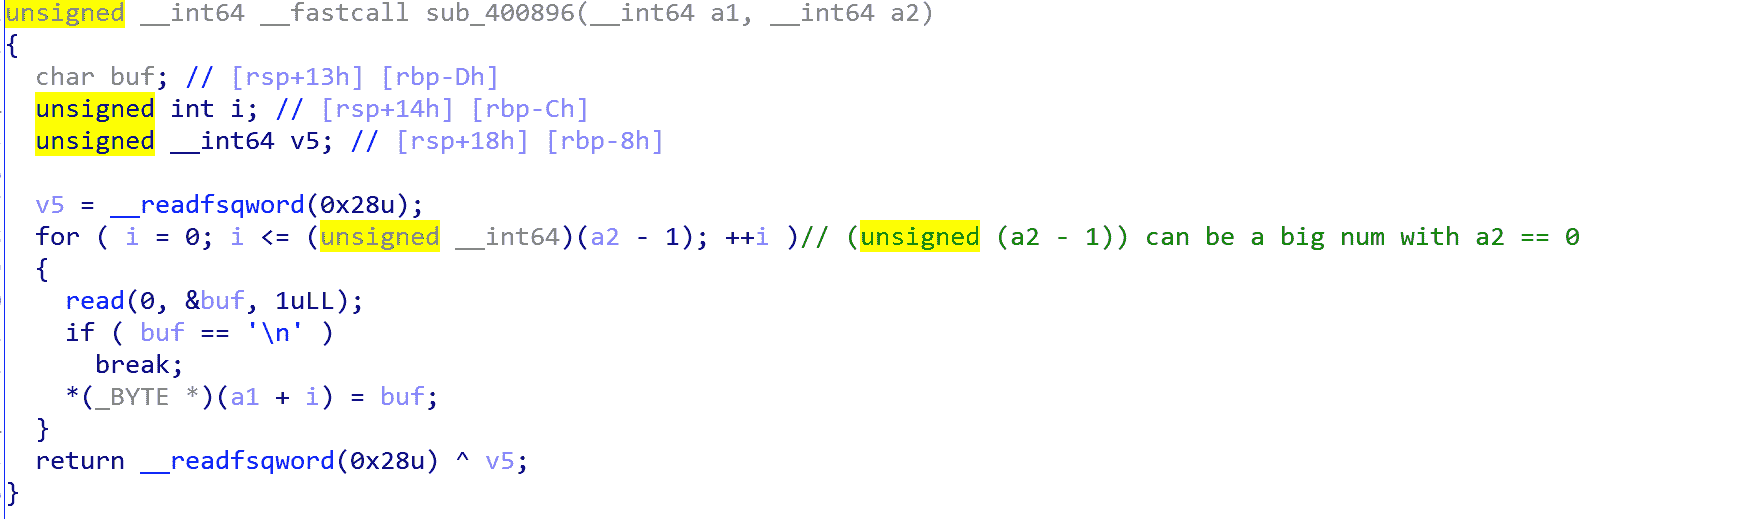 unsigned __int64 __fastcall sub_400896(__int64 a1, __int64 a2)
{
  char buf; // [rsp+13h] [rbp-Dh]
  unsigned int i; // [rsp+14h] [rbp-Ch]
  unsigned __int64 v5; // [rsp+18h] [rbp-8h]
  v5 = __readfsqword(0x28u);
  for ( i = 0; i <= (unsigned __int64)(a2 - 1); ++i )// (unsigned (a2 - 1)) can be a big num with a2 == 0
  {
    read(0, &buf, 1uLL);
    if ( buf == '\n' )
      break;
    *(_BYTE *)(a1 + i) = buf;
  }
  return __readfsqword(0x28u) ^ v5;
}